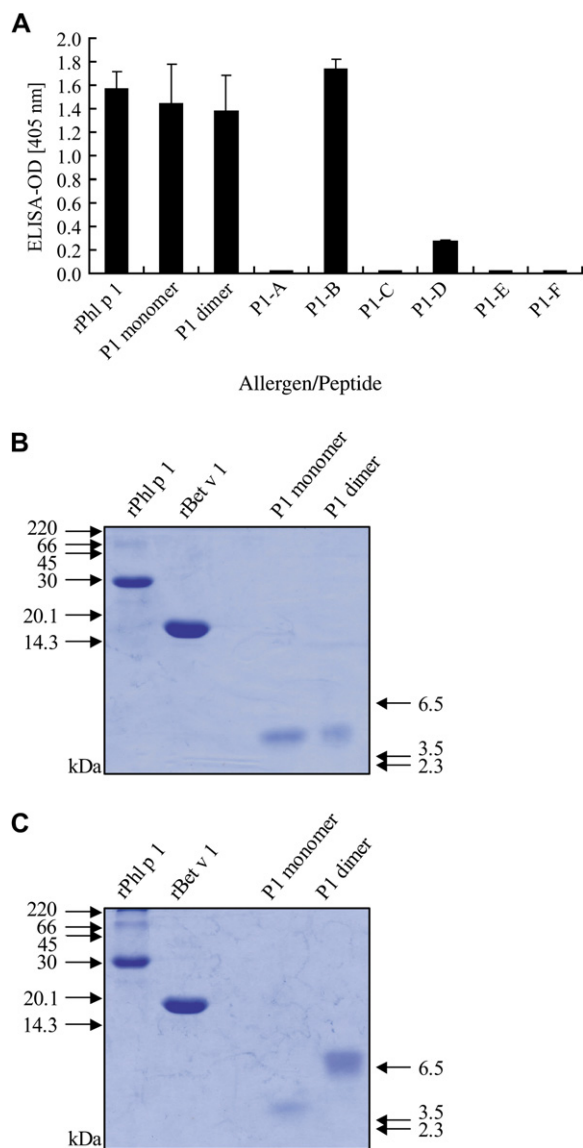 A
ELISA-OD [405 nm]
2.0
1.8
1.6
1.4
1.2
1.0
0.8
0.6
0.4
0.2
0.0
rPhl p 1
P1 monomer
P1 dimer
P1-A
P1-B
P1-C
P1-D
P1-E
P1-F
Allergen/Peptide
B
rPhl p 1
rBet v 1
P1 monomer
P1 dimer
220
66
45
30
20.1
14.3
6.5
3.5
2.3
kDa
C
rPhl p 1
rBet v 1
P1 monomer
P1 dimer
220
66
45
30
20.1
14.3
6.5
3.5
2.3
kDa